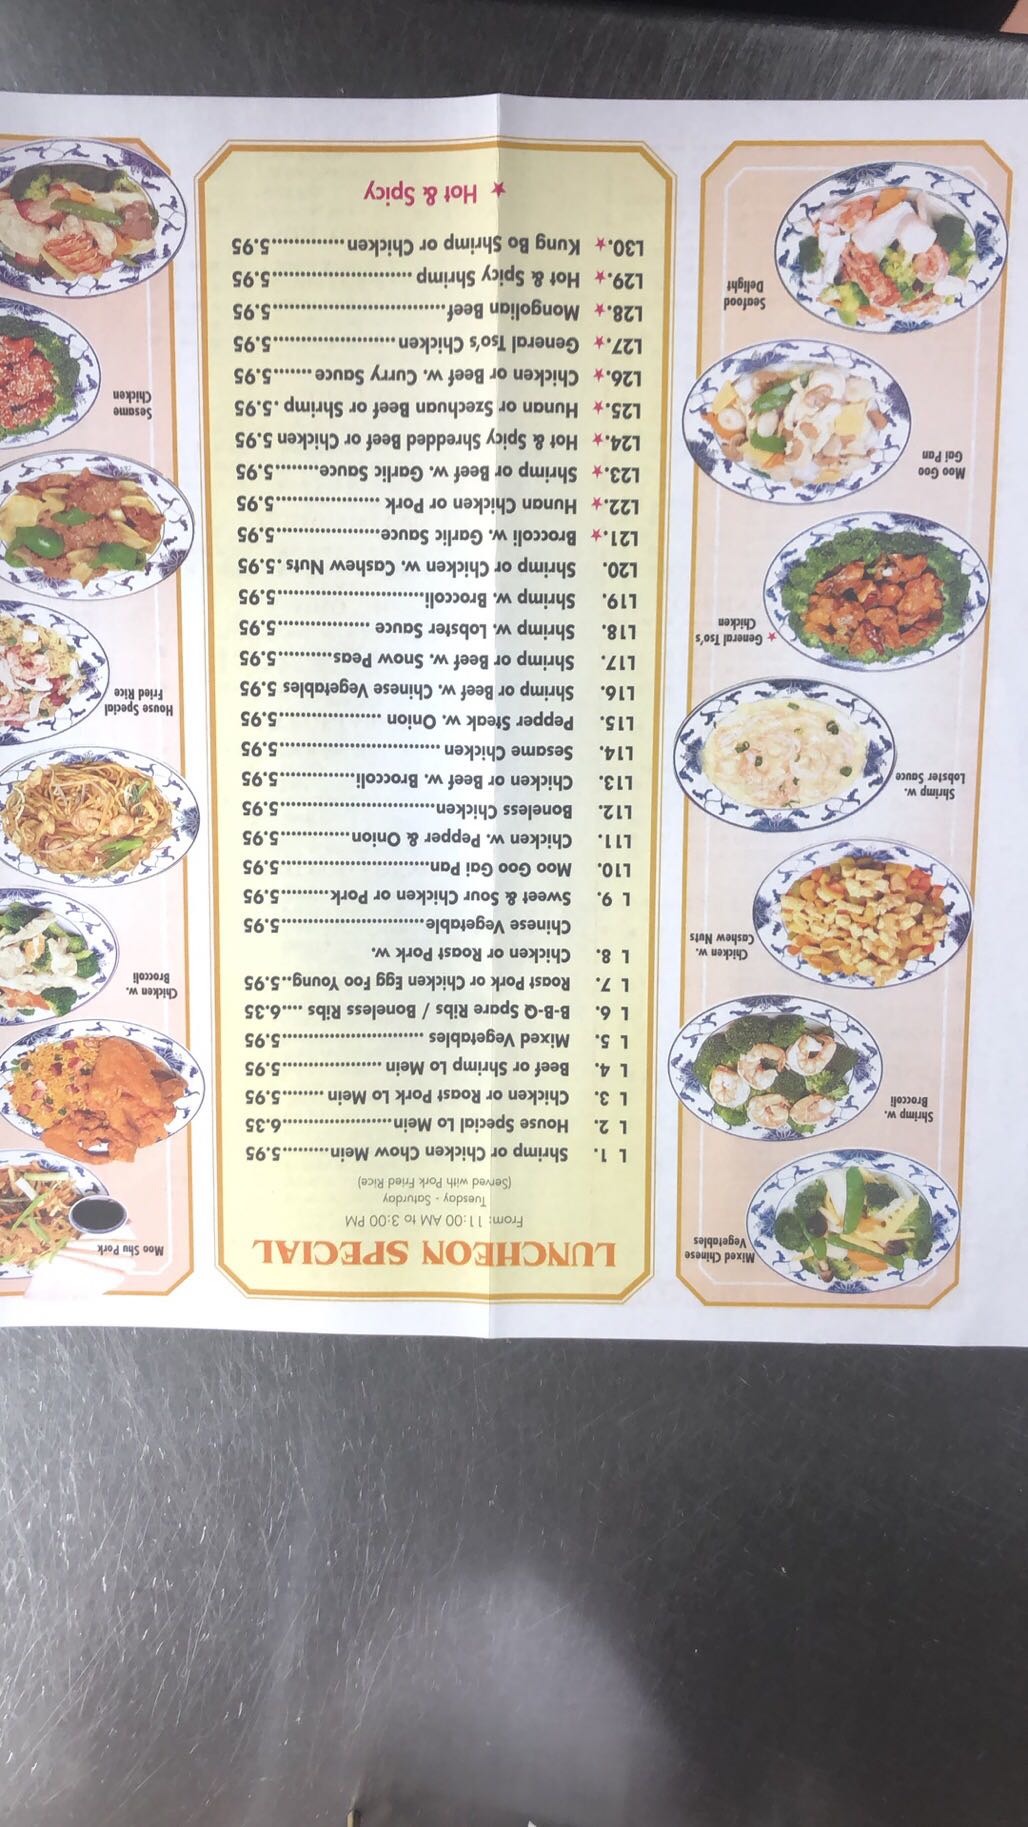 LUNCHEON SPECIAL
From: 11:00 AM to 3:00 PM
Tuesday - Saturday
(Served with Pork Fried Rice)
L 1. Shrimp or Chicken Chow Mein...........5.95
L 2. House Special Lo Mein......................6.35
L 3. Chicken or Roast Pork Lo Mein .........5.95
L 4. Beef or Shrimp Lo Mein .....................5.95
L 5. Mixed Vegetables ..............................5.95
L 6. B-B-Q Spare Ribs / Boneless Ribs ....6.35
L 7. Roast Pork or Chicken Egg Foo Young..5.95
L 8. Chicken or Roast Pork w.
Chinese Vegetable.............................5.95
L 9. Sweet & Sour Chicken or Pork..........5.95
L10. Moo Goo Gai Pan..............................5.95
L11. Chicken w. Pepper & Onion..............5.95
L12. Boneless Chicken..............................5.95
L13. Chicken or Beef w. Broccoli...............5.95
L14. Sesame Chicken ...............................5.95
L15. Pepper Steak w. Onion ....................5.95
L16. Shrimp or Beef w. Chinese Vegetables 5.95
L17. Shrimp or Beef w. Snow Peas...........5.95
L18. Shrimp w. Lobster Sauce ..................5.95
L19. Shrimp w. Broccoli............................5.95
L20. Shrimp or Chicken w. Cashew Nuts .5.95
L21.★ Broccoli w. Garlic Sauce....................5.95
L22.★ Hunan Chicken or Pork ....................5.95
L23.★ Shrimp or Beef w. Garlic Sauce.........5.95
L24.★ Hot & Spicy Shredded Beef or Chicken 5.95
L25.★ Hunan or Szechuan Beef or Shrimp .5.95
L26.★ Chicken or Beef w. Curry Sauce .......5.95
L27.★ General Tso's Chicken .......................5.95
L28.★ Mongolian Beef.................................5.95
L29.★ Hot & Spicy Shrimp ...........................5.95
L30.★ Kung Bo Shrimp or Chicken ..............5.95
★ Hot & Spicy
Mixed Chinese
Vegetables
Shrimp w.
Broccoli
Chicken w.
Cashew Nuts
Shrimp w.
Lobster Sauce
★ General Tso's
Chicken
Moo Goo
Gai Pan
Seafood
Delight
Moo Shu Pork
Chicken w.
Broccoli
House Special
Fried Rice
Sesame
Chicken